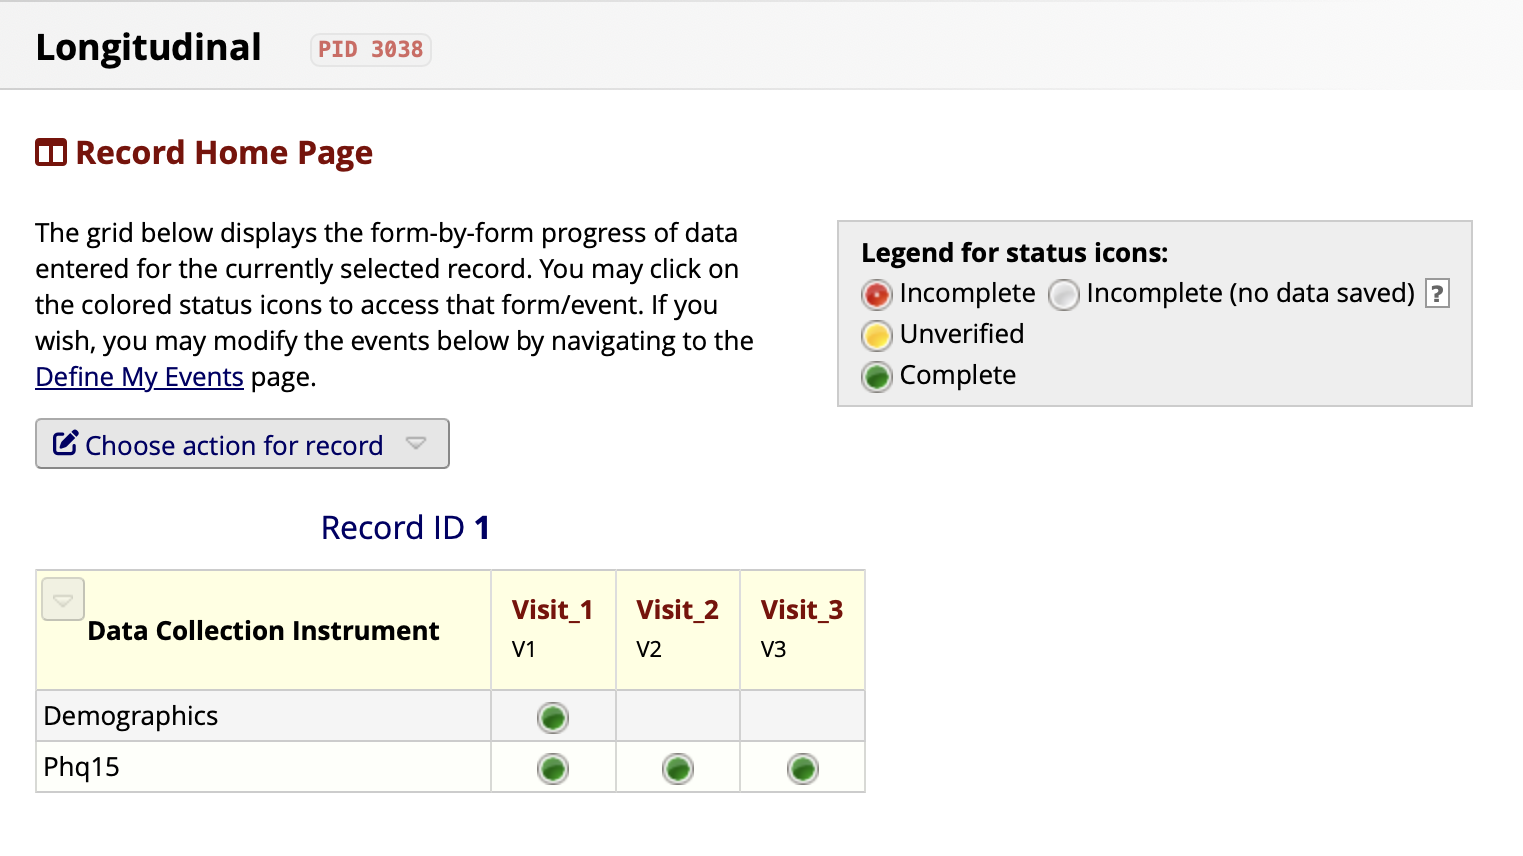 Longitudinal PID 3038
Record Home Page
The grid below displays the form-by-form progress of data
entered for the currently selected record. You may click on
the colored status icons to access that form/event. If you
wish, you may modify the events below by navigating to the
Define My Events page.
Legend for status icons:
Incomplete Incomplete (no data saved) ?
Unverified
Complete
Choose action for record
Record ID 1
Data Collection Instrument Visit_1 Visit_2 Visit_3
V1 V2 V3
Demographics
Phq15